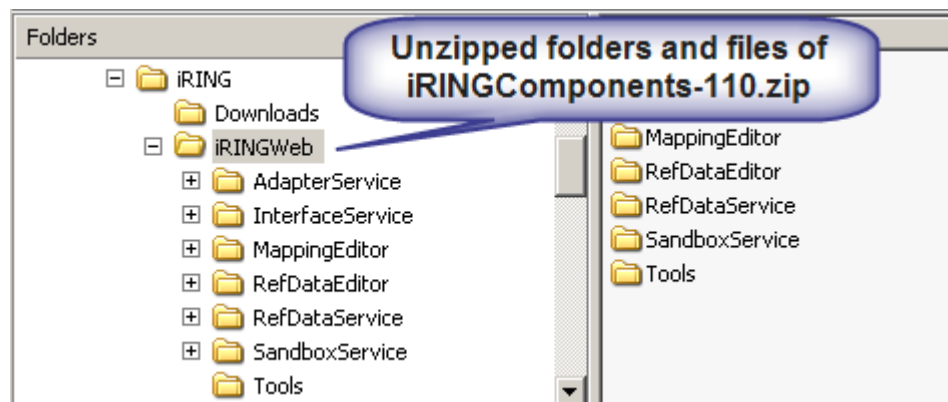 Folders
Unzipped folders and files of
iRINGComponents-110.zip
iRING
Downloads
iRINGWeb
AdapterService
InterfaceService
MappingEditor
RefDataEditor
RefDataService
SandboxService
Tools
MappingEditor
RefDataEditor
RefDataService
SandboxService
Tools